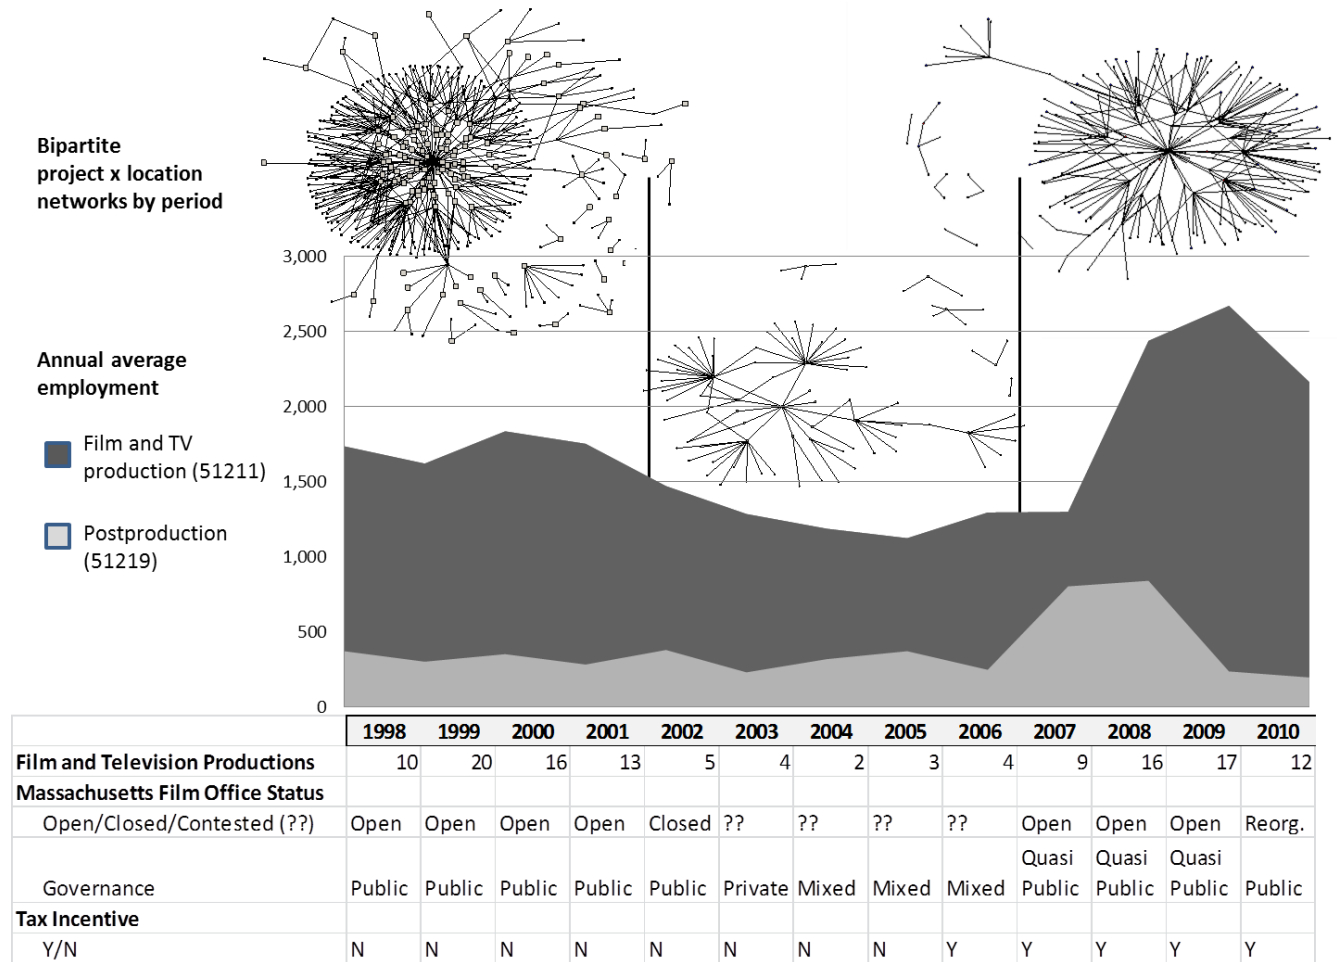 Bipartite
project x location
networks by period
3,000
2,500
Annual average
employment
2,000
Film and TV
production (51211)
1,500
Postproduction
(51219)
1,000
500
0
1998 1999 2000 2001 2002 2003 2004 2005 2006 2007 2008 2009 2010
Film and Television Productions 10 20 16 13 5 4 2 3 4 9 16 17 12
Massachusetts Film Office Status
Open/Closed/Contested (??) Open Open Open Open Closed ?? ?? ?? ?? Open Open Open Reorg.
Quasi Quasi Quasi
Governance Public Public Public Public Public Private Mixed Mixed Mixed Public Public Public Public
Tax Incentive
Y/N N N N N N N N N Y Y Y Y Y